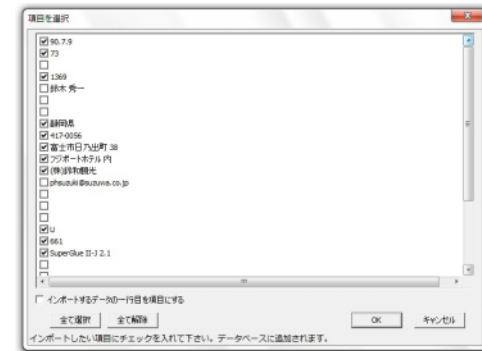 項目を選択
90.7.9
73
1369
鈴木 秀一
静岡県
417-0056
富士市日乃出町 38
フジポートホテル 内
(株)鈴和観光
phsuzuki@suzuwa.co.jp
U
661
SuperGlue II-J 2.1
インポートするデータの一行目を項目にする
全て選択 全て解除 OK キャンセル
インポートしたい項目にチェックを入れて下さい。データベースに追加されます。